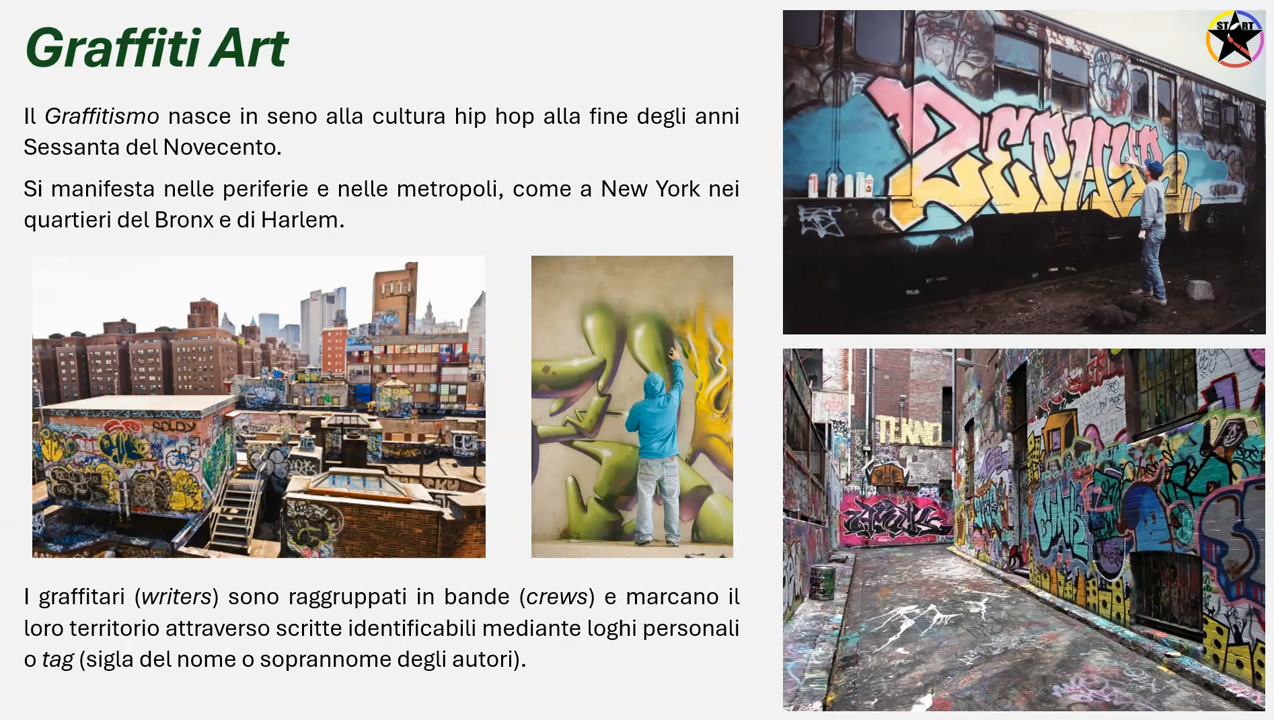 Graffiti Art
Il Graffitismo nasce in seno alla cultura hip hop alla fine degli anni
Sessanta del Novecento.
Si manifesta nelle periferie e nelle metropoli, come a New York nei
quartieri del Bronx e di Harlem.
I graffitari (writers) sono raggruppati in bande (crews) e marcano il
loro territorio attraverso scritte identificabili mediante loghi personali
o tag (sigla del nome o soprannome degli autori).
START
ZEPHYR
TEKNO